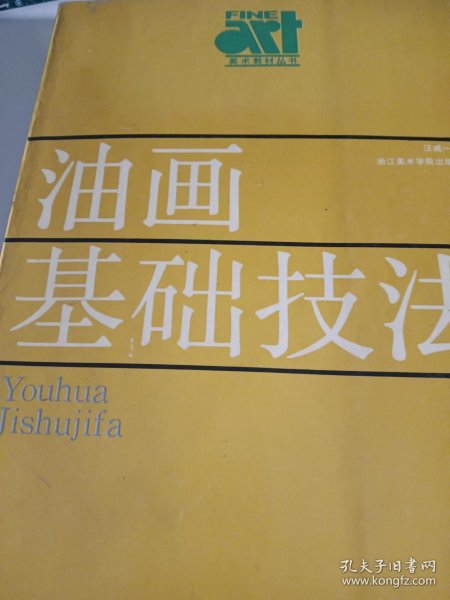 FINE
art
美术教材丛书
汪诚一
浙江美术学院出版
油画
基础技法
Youhua
Jishujifa
孔夫子旧书网
www.kongfz.com